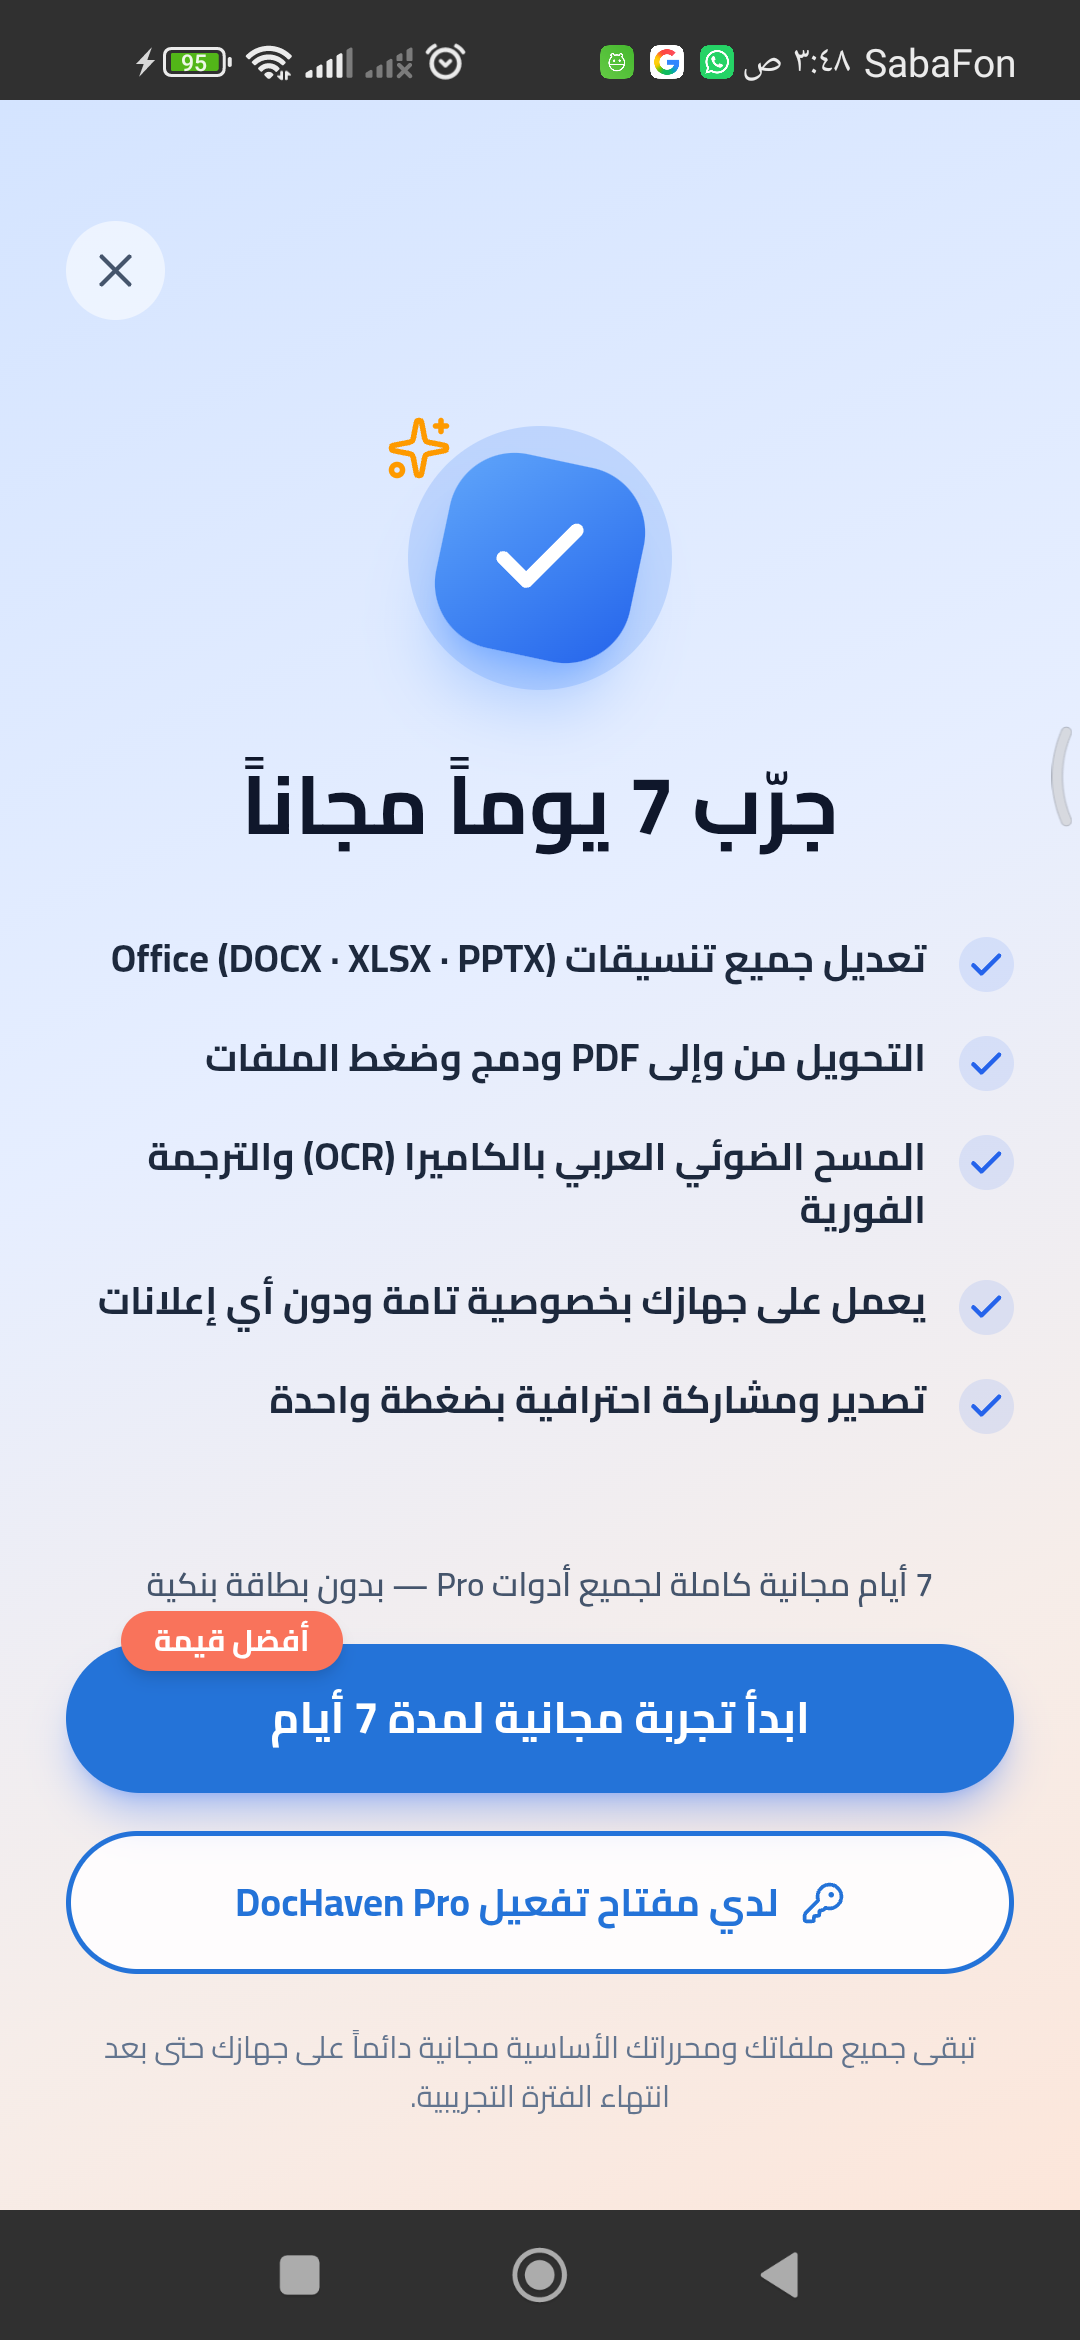 SabaFon ٣:٤٨ ص
95
جرّب 7 يوماً مجاناً
تعديل جميع تنسيقات Office (DOCX · XLSX · PPTX)
التحويل من وإلى PDF ودمج وضغط الملفات
المسح الضوئي العربي بالكاميرا (OCR) والترجمة
الفورية
يعمل على جهازك بخصوصية تامة ودون أي إعلانات
تصدير ومشاركة احترافية بضغطة واحدة
7 أيام مجانية كاملة لجميع أدوات Pro — بدون بطاقة بنكية
أفضل قيمة
ابدأ تجربة مجانية لمدة 7 أيام
لدي مفتاح تفعيل DocHaven Pro
تبقى جميع ملفاتك ومحرراتك الأساسية مجانية دائماً على جهازك حتى بعد
انتهاء الفترة التجريبية.